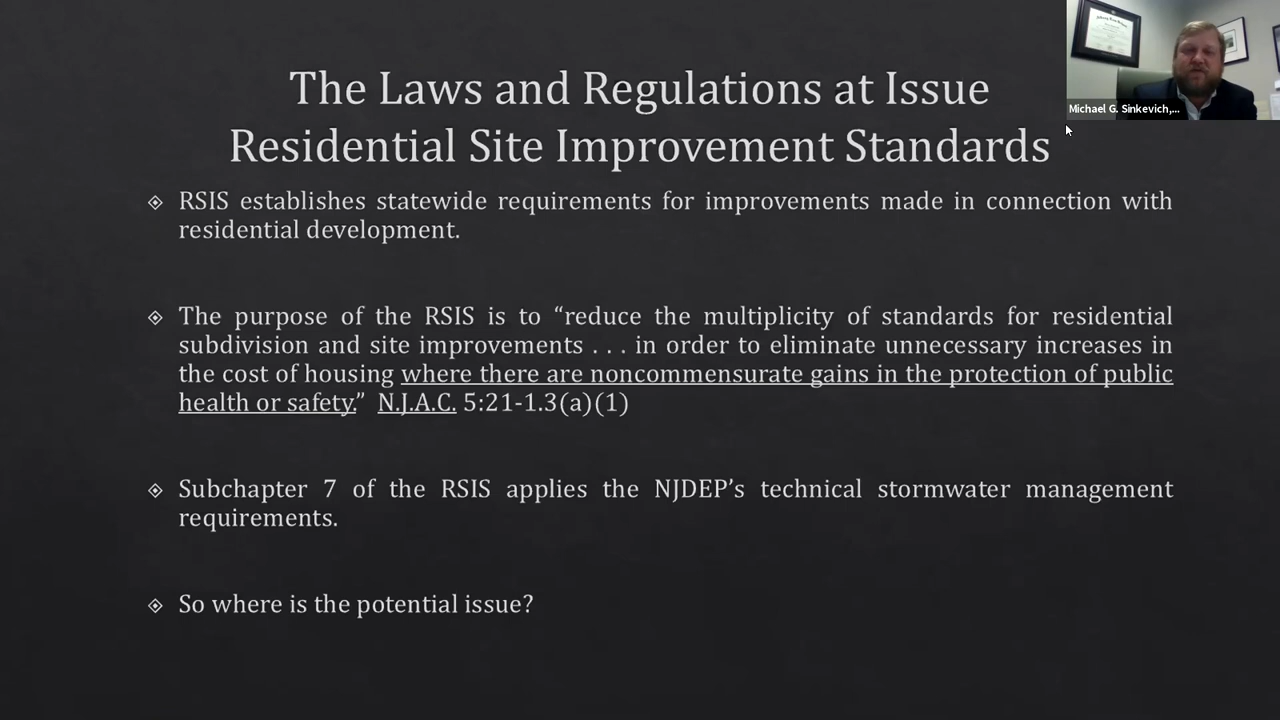 The Laws and Regulations at Issue
Residential Site Improvement Standards
Michael G. Sinkevich,...
RSIS establishes statewide requirements for improvements made in connection with
residential development.
The purpose of the RSIS is to “reduce the multiplicity of standards for residential
subdivision and site improvements . . . in order to eliminate unnecessary increases in
the cost of housing where there are noncommensurate gains in the protection of public
health or safety.” N.J.A.C. 5:21-1.3(a)(1)
Subchapter 7 of the RSIS applies the NJDEP’s technical stormwater management
requirements.
So where is the potential issue?